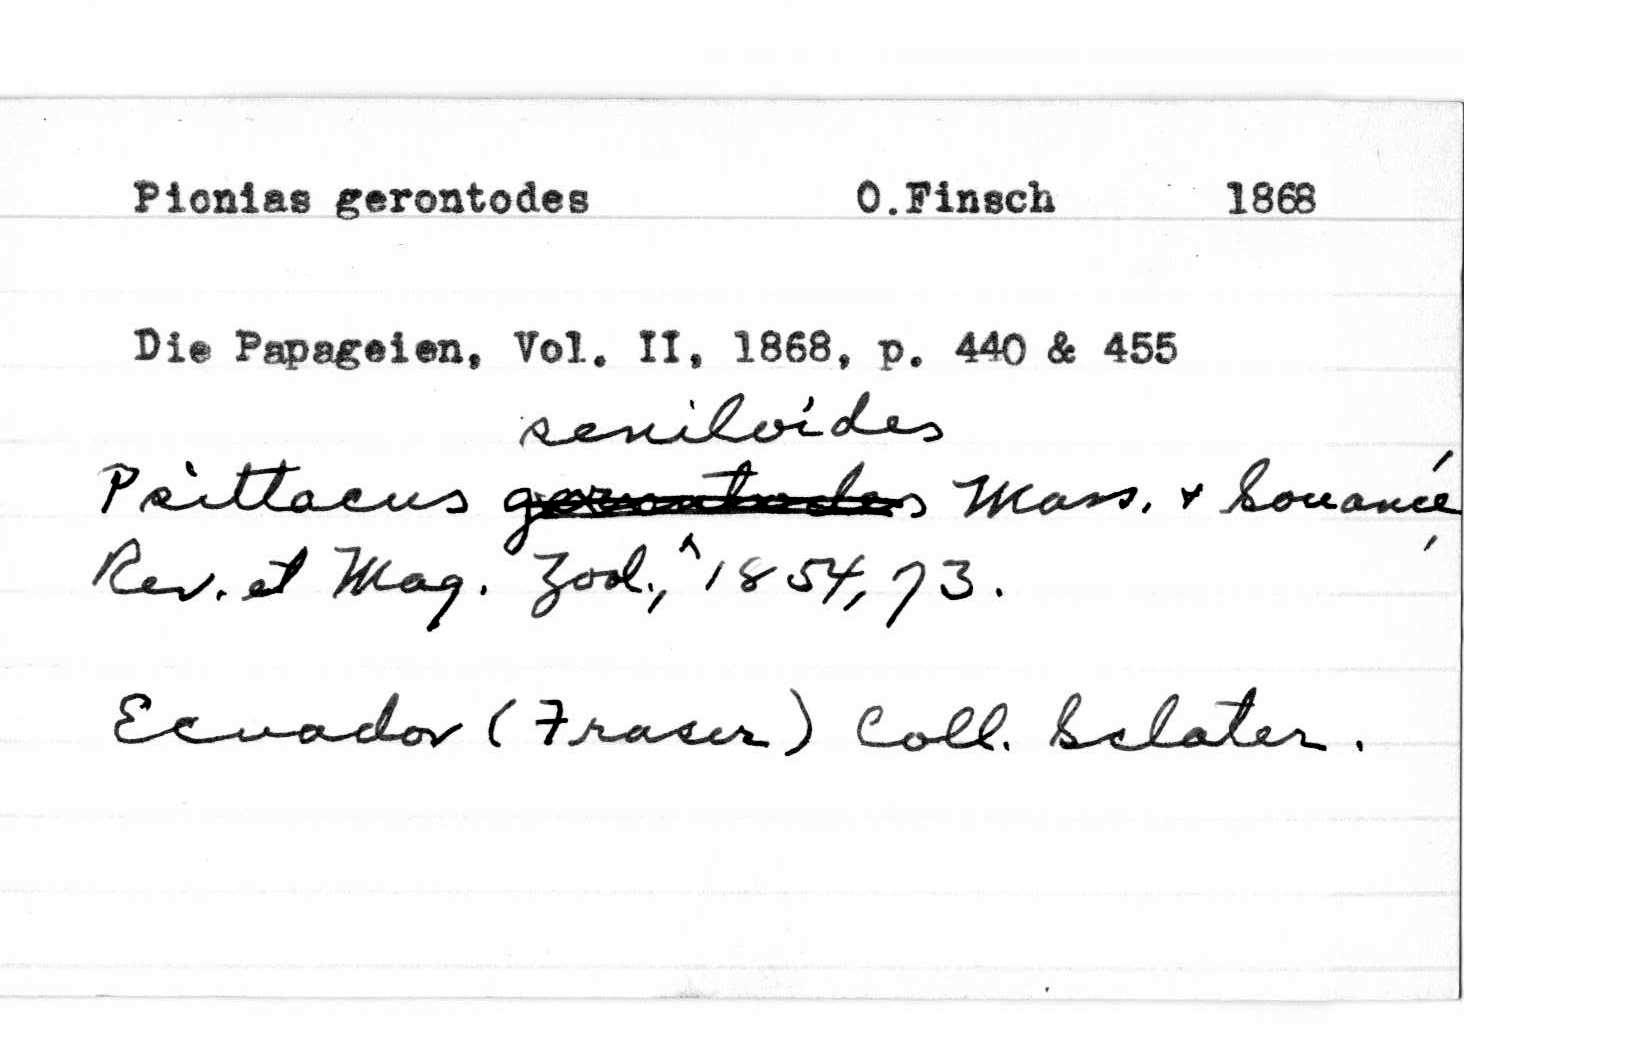 Pionias gerontodes O.Finsch 1868
Die Papageien, Vol. II, 1868, p. 440 & 455
seniloides
Psittacus gerontodes Mass. & Souancé
Rev. et Mag. Zool., 1854, 73.
Ecuador (Fraser) Coll. Sclater.